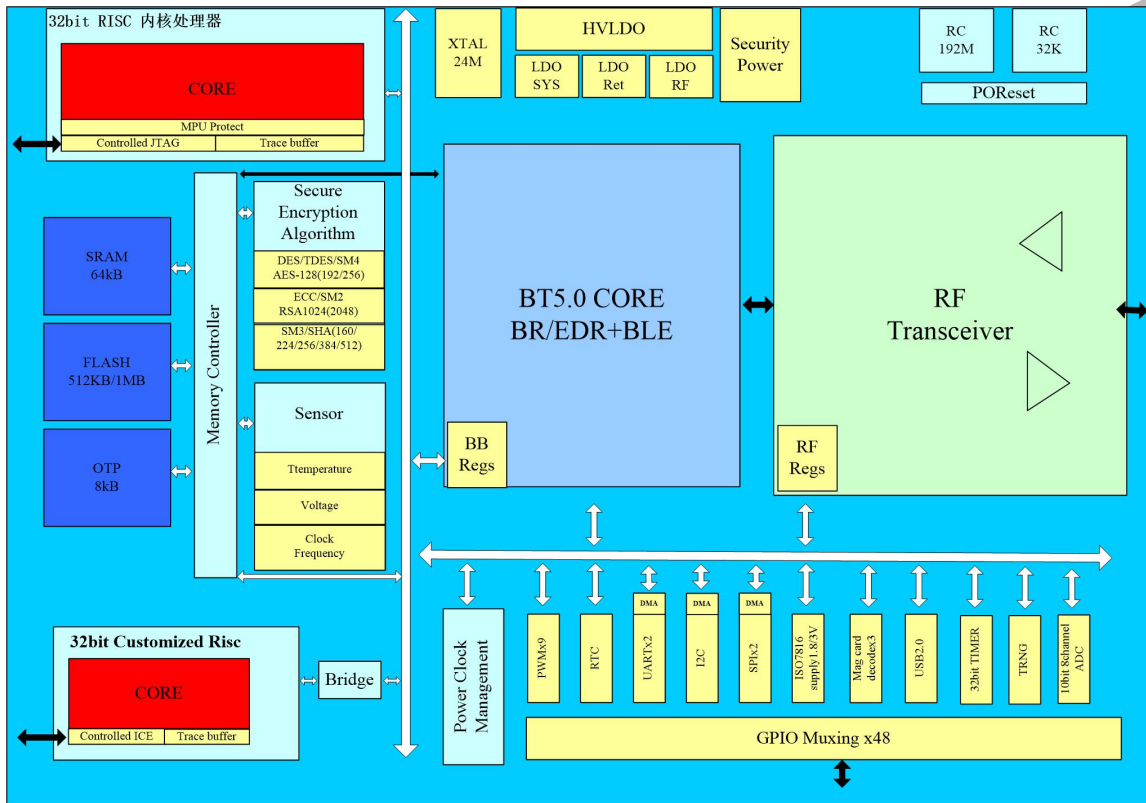 32bit RISC 内核处理器
CORE
MPU Protect
Controlled JTAG
Trace buffer
XTAL
24M
HVLDO
LDO
SYS
LDO
Ret
LDO
RF
Security
Power
RC
192M
RC
32K
POReset
SRAM
64kB
FLASH
512KB/1MB
OTP
8kB
Memory Controller
Secure
Encryption
Algorithm
DES/TDES/SM4
AES-128(192/256)
ECC/SM2
RSA1024(2048)
SM3/SHA(160/
224/256/384/512)
Sensor
Ttemperature
Voltage
Clock
Frequency
BT5.0 CORE
BR/EDR+BLE
BB
Regs
RF
Transceiver
RF
Regs
32bit Customized Risc
CORE
Controlled ICE
Trace buffer
Bridge
Power Clock
Management
PWMx9
RTC
DMA
UARTx2
DMA
I2C
DMA
SPIx2
ISO7816
supply1.8/3V
Mag card
decodex3
USB2.0
32bit TIMER
TRNG
10bit 8channel
ADC
GPIO Muxing x48